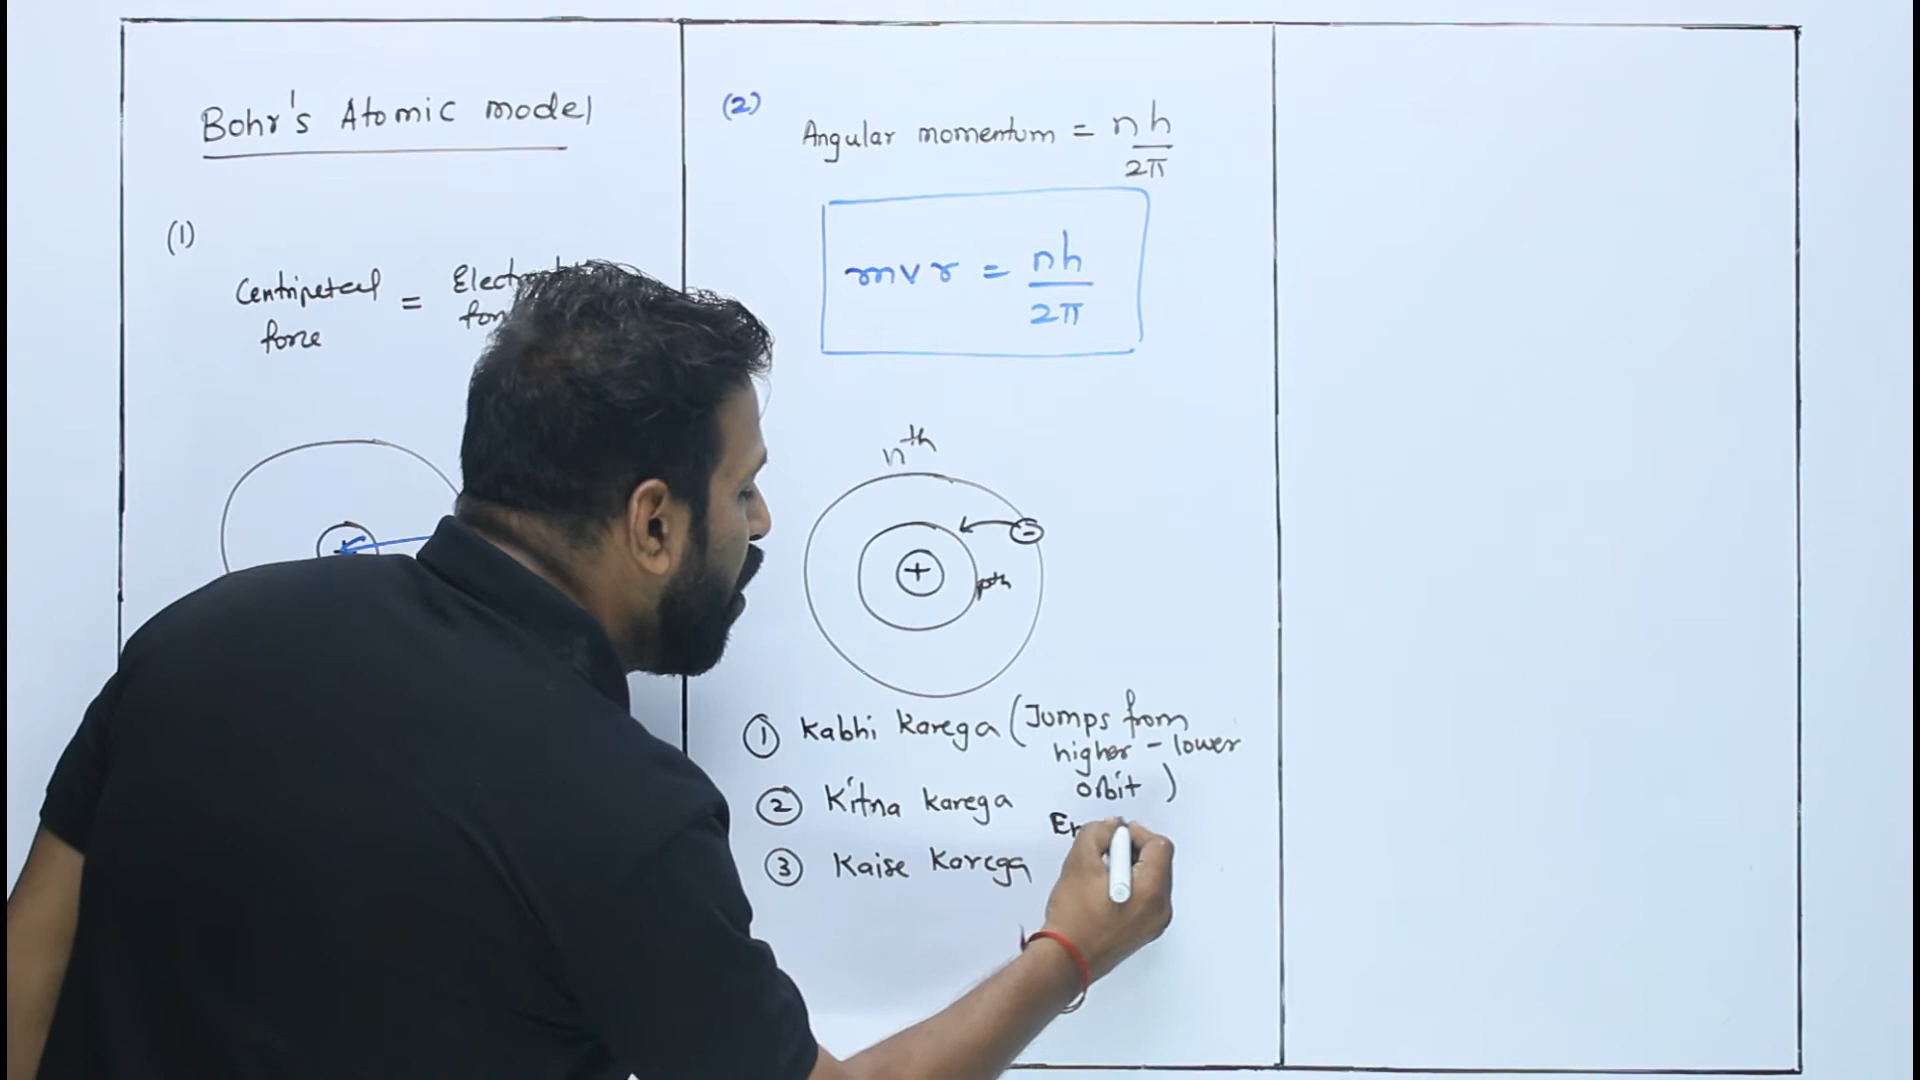 Bohr's Atomic model
(1)
Centripetal =
force
(2)
Angular momentum = nh
2π
mvr = nh
2π
nth
+
pth
① Kabhi karega (Jumps from
higher - lower
orbit )
② Kitna karega
③ Kaise Karega